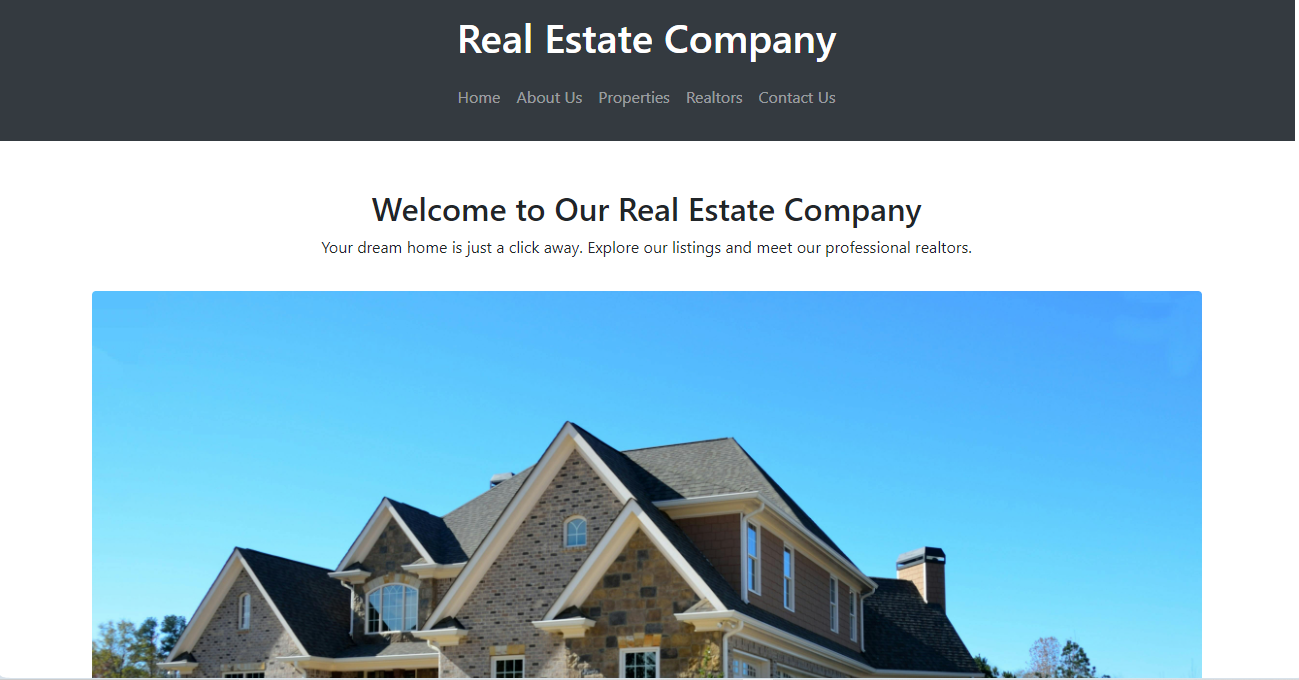 Real Estate Company
Home About Us Properties Realtors Contact Us
Welcome to Our Real Estate Company
Your dream home is just a click away. Explore our listings and meet our professional realtors.